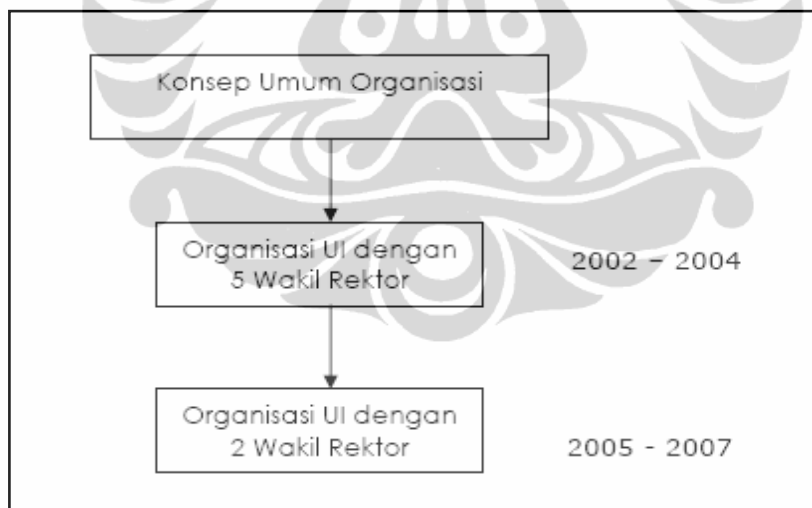 Konsep Umum Organisasi
Organisasi UI dengan
5 Wakil Rektor
2002 – 2004
Organisasi UI dengan
2 Wakil Rektor
2005 - 2007